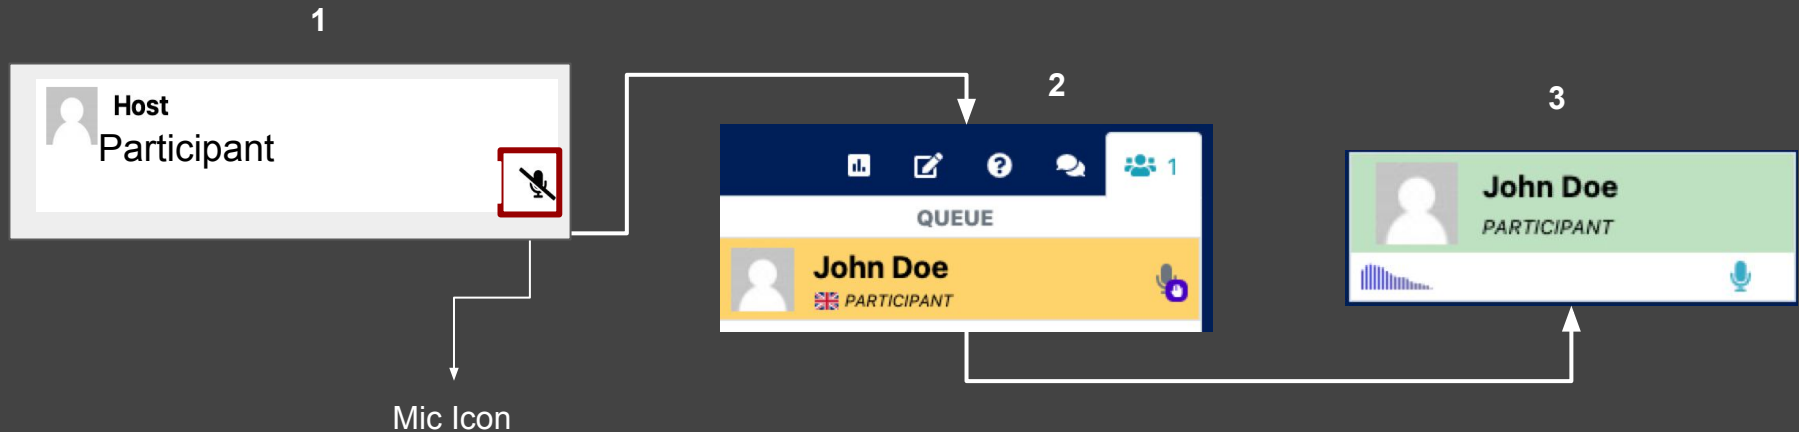 1
Host
Participant
Mic Icon
2
1
QUEUE
John Doe
PARTICIPANT
3
John Doe
PARTICIPANT